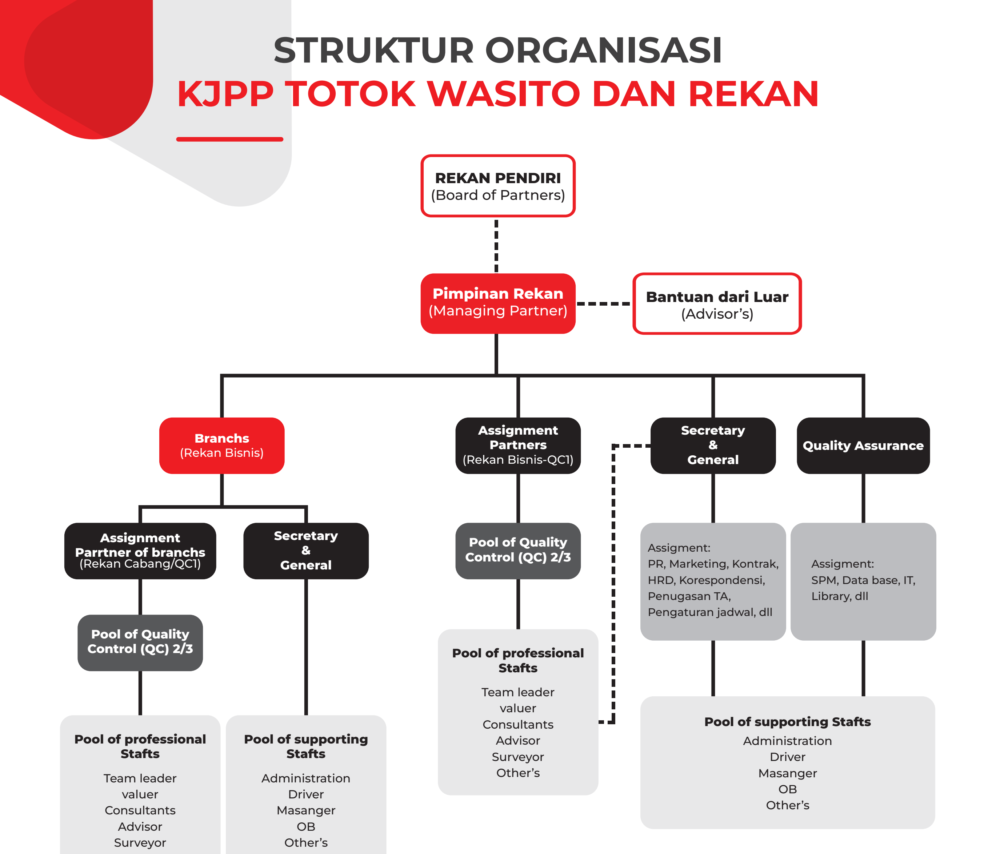 STRUKTUR ORGANISASI
KJPP TOTOK WASITO DAN REKAN
REKAN PENDIRI
(Board of Partners)
Pimpinan Rekan
(Managing Partner)
Bantuan dari Luar
(Advisor’s)
Branchs
(Rekan Bisnis)
Assignment
Partners
(Rekan Bisnis-QC1)
Secretary
&
General
Quality Assurance
Assignment
Parrtner of branchs
(Rekan Cabang/QC1)
Secretary
&
General
Pool of Quality
Control (QC) 2/3
Assigment:
PR, Marketing, Kontrak,
HRD, Korespondensi,
Penugasan TA,
Pengaturan jadwal, dll
Assigment:
SPM, Data base, IT,
Library, dll
Pool of Quality
Control (QC) 2/3
Pool of professional
Stafts
Team leader
valuer
Consultants
Advisor
Surveyor
Other’s
Pool of supporting Stafts
Administration
Driver
Masanger
OB
Other’s
Pool of professional
Stafts
Team leader
valuer
Consultants
Advisor
Surveyor
Pool of supporting
Stafts
Administration
Driver
Masanger
OB
Other’s